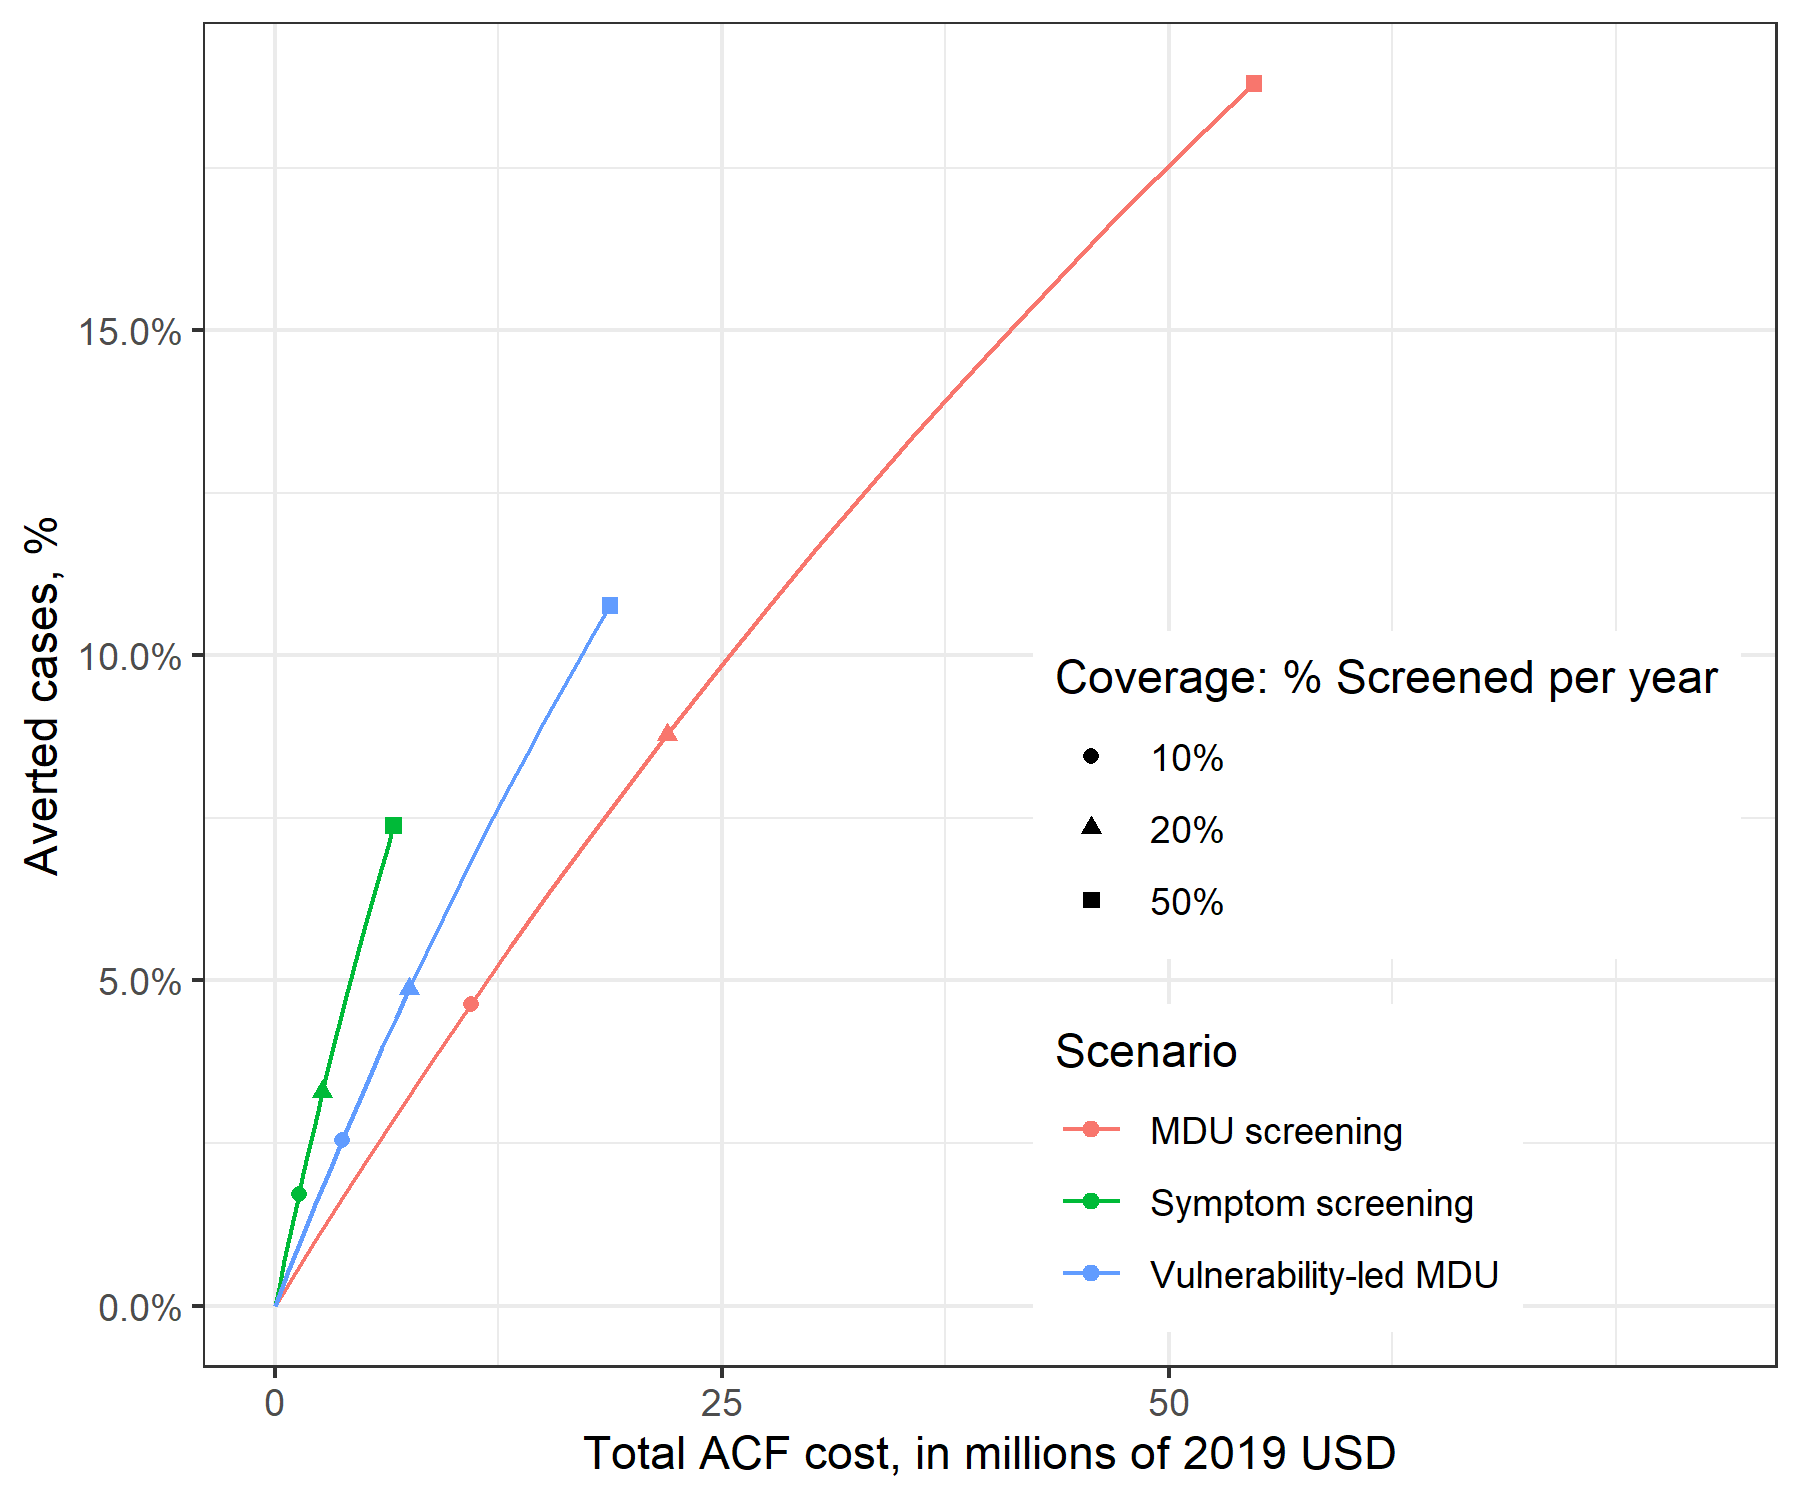 Averted cases, %
15.0%
10.0%
5.0%
0.0%
0
25
50
Total ACF cost, in millions of 2019 USD
Coverage: % Screened per year
10%
20%
50%
Scenario
MDU screening
Symptom screening
Vulnerability-led MDU